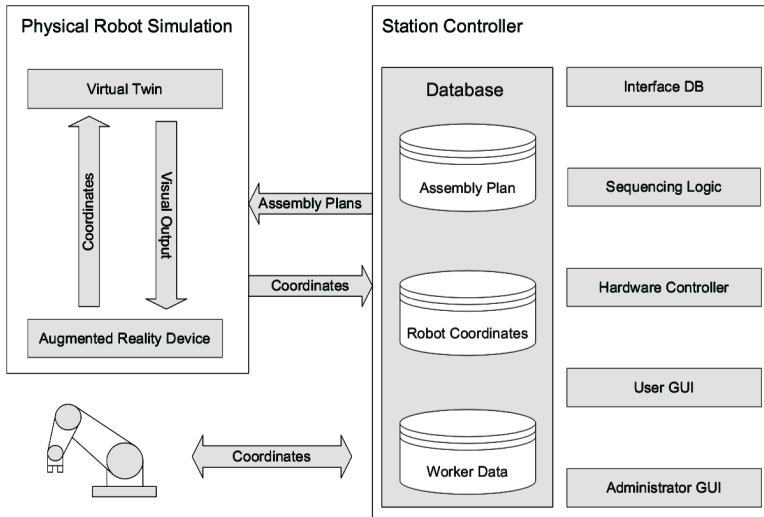 Physical Robot Simulation
Virtual Twin
Coordinates
Visual Output
Augmented Reality Device
Assembly Plans
Coordinates
Coordinates
Station Controller
Database
Assembly Plan
Robot Coordinates
Worker Data
Interface DB
Sequencing Logic
Hardware Controller
User GUI
Administrator GUI